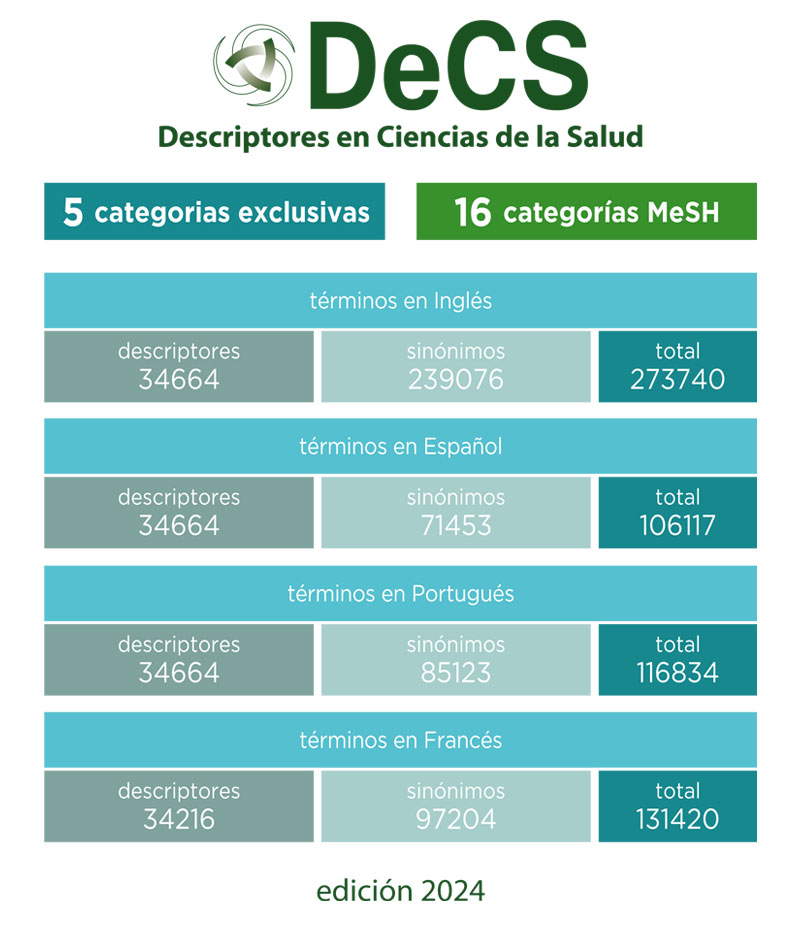 DeCS
Descriptores en Ciencias de la Salud
5 categorias exclusivas
16 categorías MeSH
términos en Inglés
descriptores
34664
sinónimos
239076
total
273740
términos en Español
descriptores
34664
sinónimos
71453
total
106117
términos en Portugués
descriptores
34664
sinónimos
85123
total
116834
términos en Francés
descriptores
34216
sinónimos
97204
total
131420
edición 2024